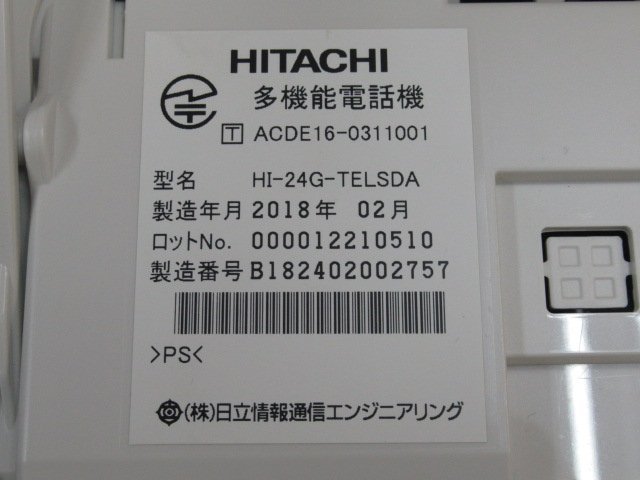 HITACHI
多機能電話機
T ACDE16-0311001
型名 HI-24G-TELSDA
製造年月 2018年 02月
ロットNo. 000012210510
製造番号 B182402002757
>PS<
(株)日立情報通信エンジニアリング